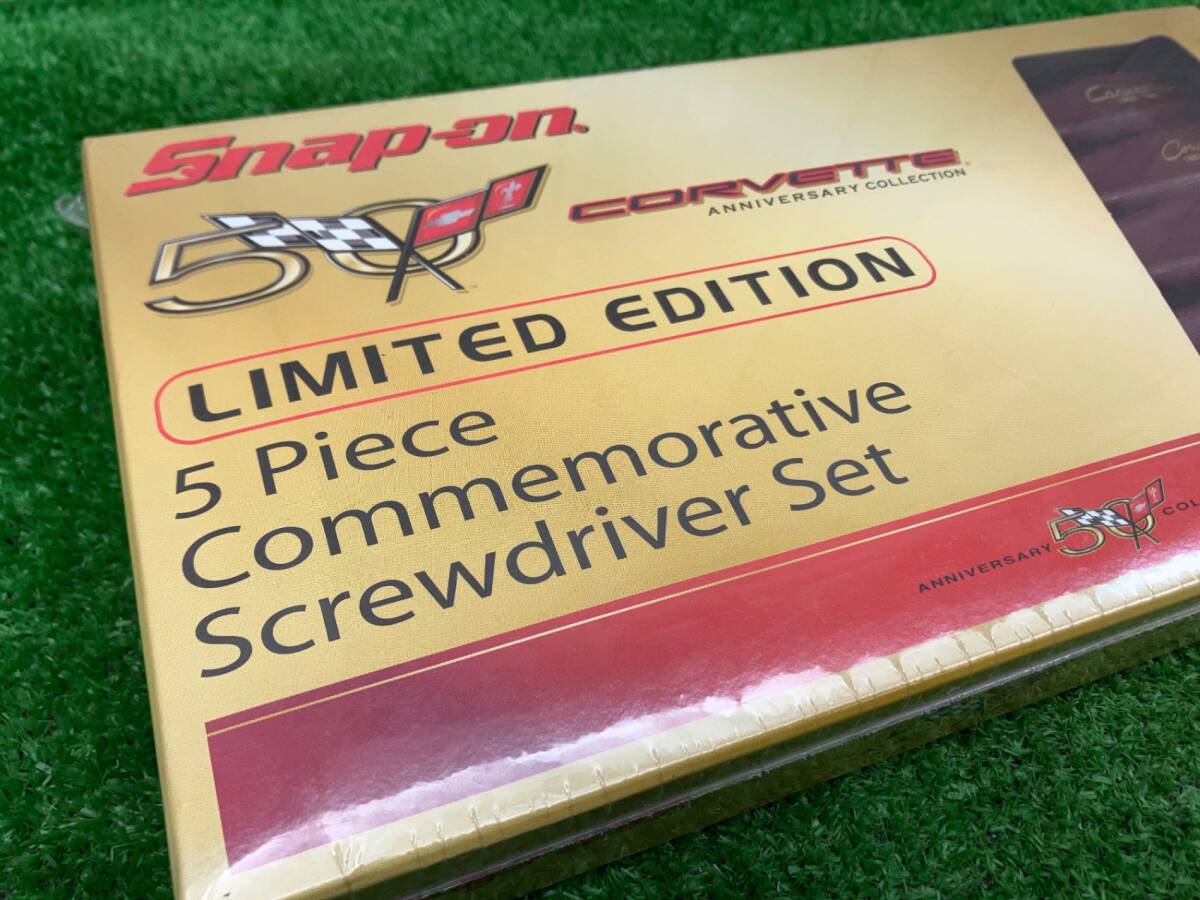 Snap-on
50
CORVETTE
ANNIVERSARY COLLECTION
LIMITED EDITION
5 Piece
Commemorative
Screwdriver Set
ANNIVERSARY 50